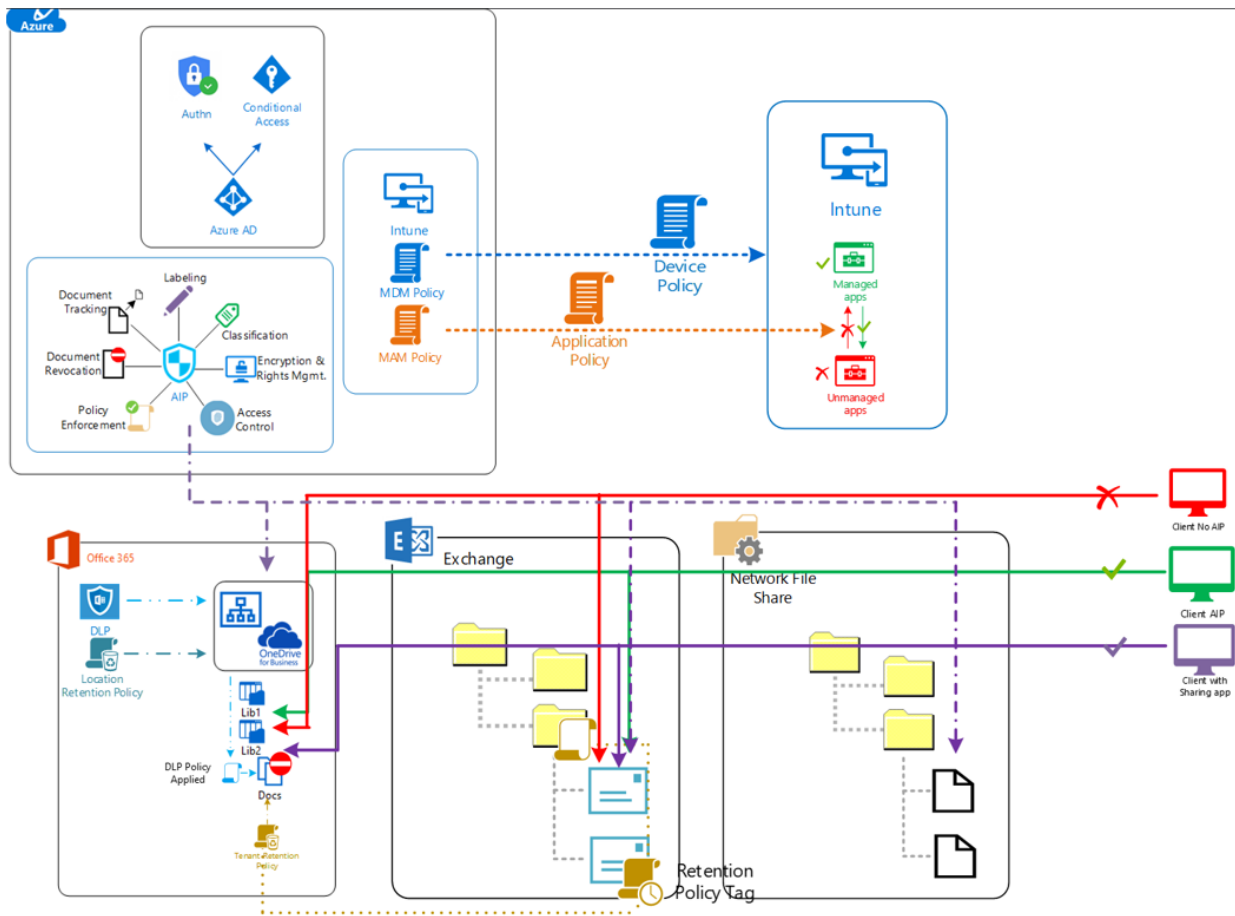 Azure
Authn
Conditional
Access
Azure AD
Intune
MDM Policy
MAM Policy
Device
Policy
Application
Policy
Intune
Managed
apps
Unmanaged
apps
Labeling
Document
Tracking
Classification
Document
Revocation
Encryption &
Rights Mgmt.
AIP
Policy
Enforcement
Access
Control
Client No AIP
Client AIP
Client with
Sharing app
Office 365
DLP
Location
Retention Policy
OneDrive
for Business
Lib1
Lib2
DLP Policy
Applied
Docs
Tenant Retention
Policy
E
Exchange
Retention
Policy Tag
Network File
Share